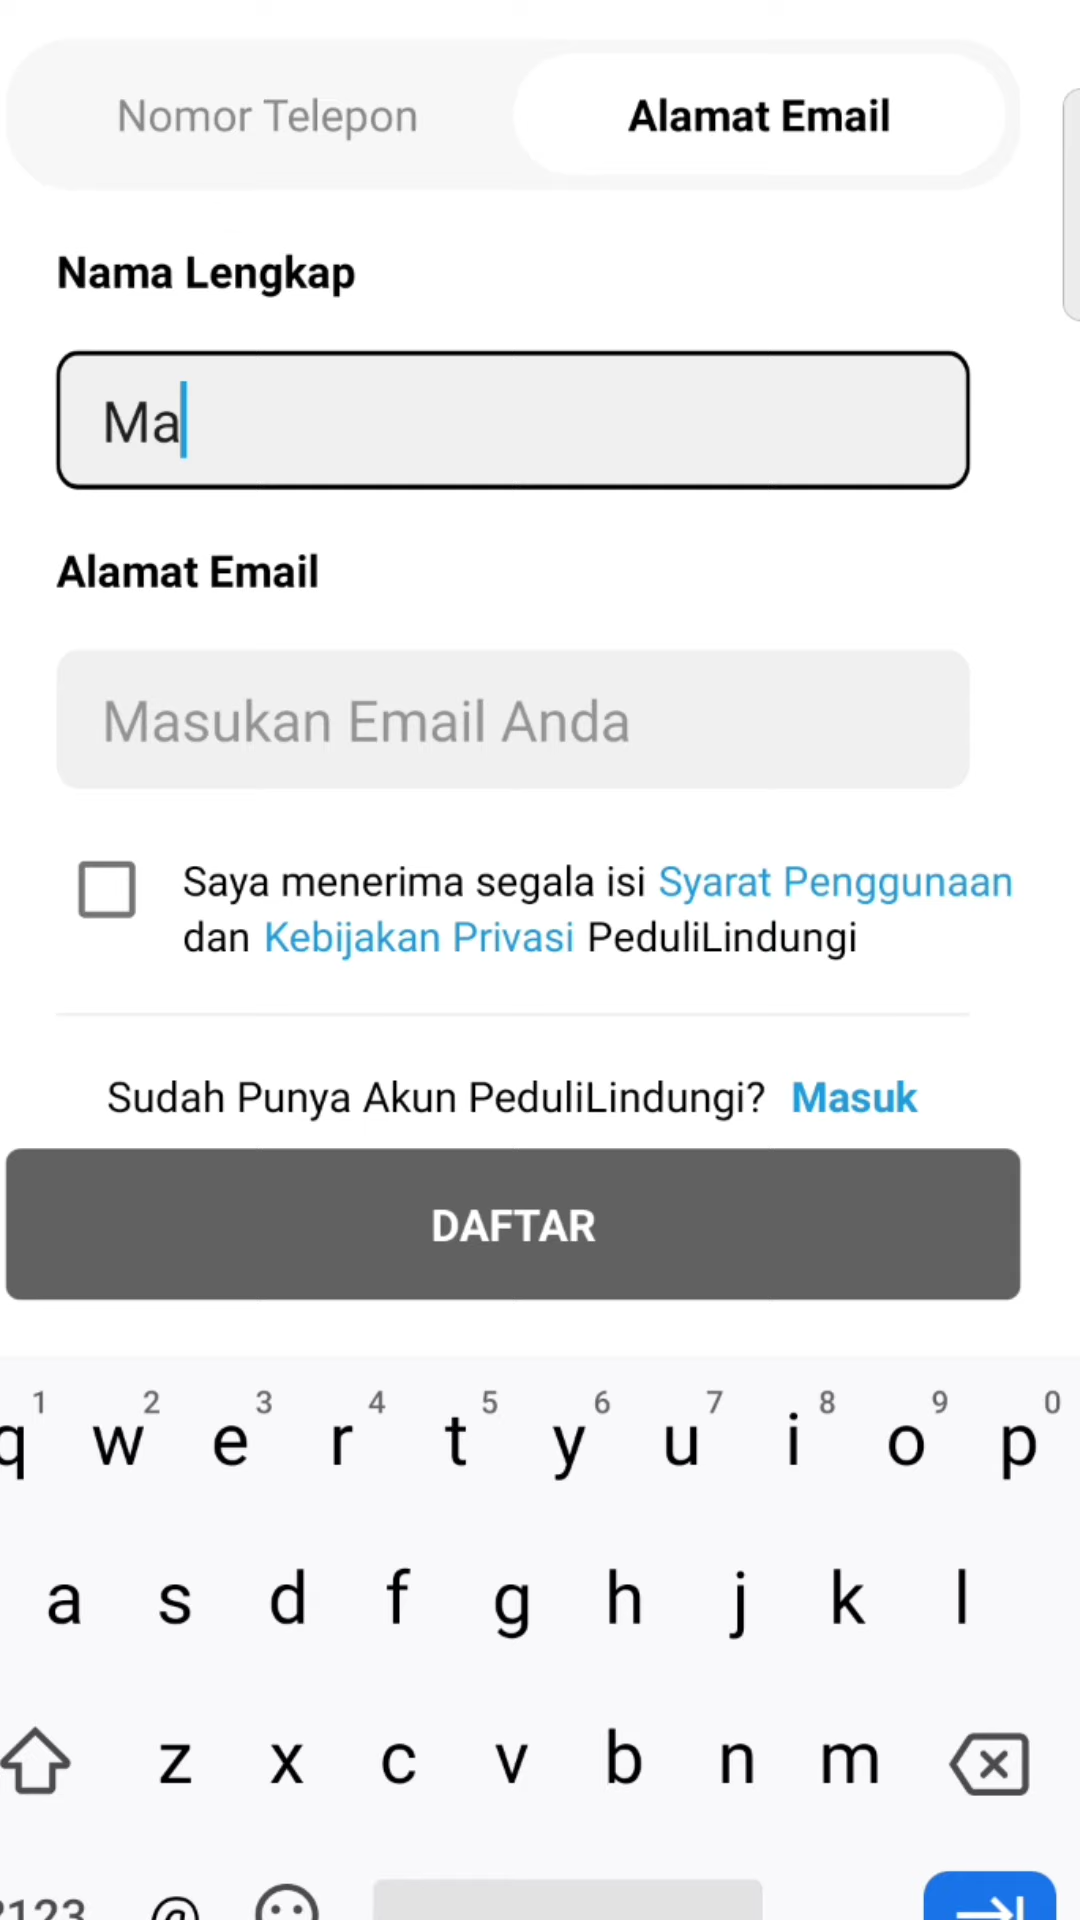 Nomor Telepon Alamat Email
Nama Lengkap
Ma
Alamat Email
Masukan Email Anda
Saya menerima segala isi Syarat Penggunaan
dan Kebijakan Privasi PeduliLindungi
Sudah Punya Akun PeduliLindungi? Masuk
DAFTAR
1 2 3 4 5 6 7 8 9 0
q w e r t y u i o p
a s d f g h j k l
z x c v b n m
?123 @